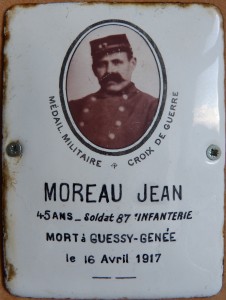 MÉDAIL. MILITAIRE + CROIX DE GUERRE
MOREAU JEAN
45 ANS - Soldat 87ᵉ INFANTERIE
MORT à GUESSY-GENÉE
le 16 Avril 1917